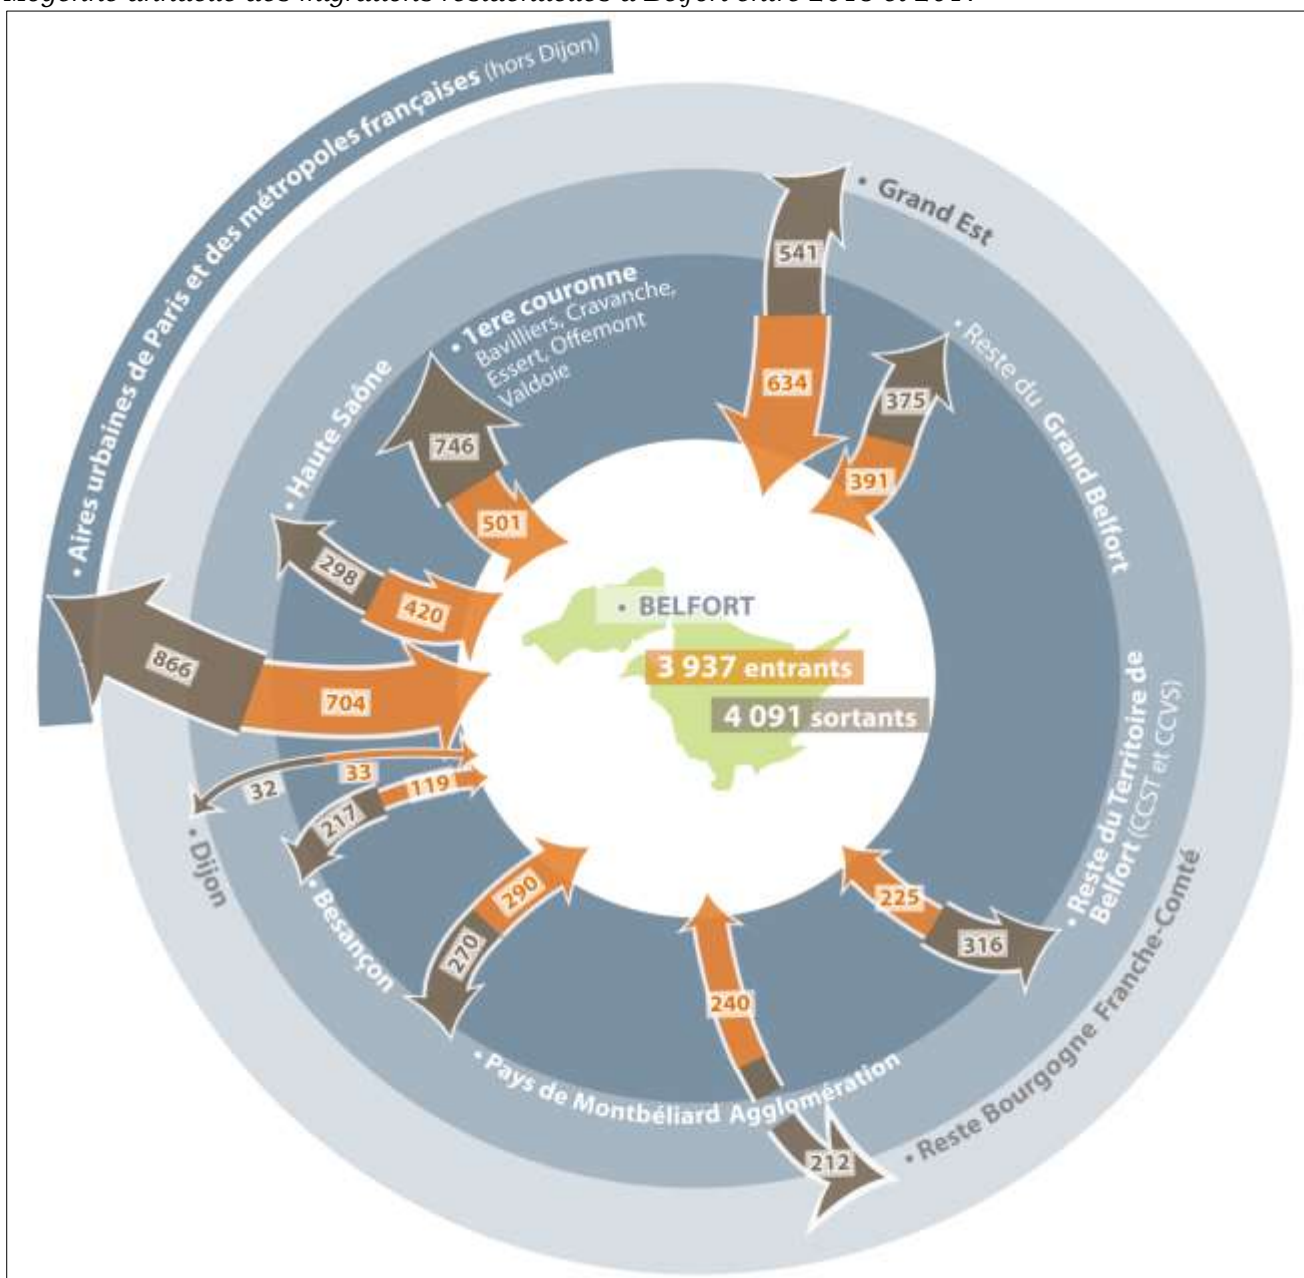 • Aires urbaines de Paris et des métropoles françaises (hors Dijon)
• Grand Est
541
634
• Reste du Grand Belfort
375
391
• 1ere couronne
Bavilliers, Cravanche,
Essert, Offemont
Valdoie
746
501
• Haute Saône
298
420
866
704
• BELFORT
3 937 entrants
4 091 sortants
32
33
• Dijon
217
119
• Besançon
270
290
• Pays de Montbéliard Agglomération
240
212
• Reste Bourgogne Franche-Comté
225
316
• Reste du Territoire de
Belfort (CCST et CCVS)